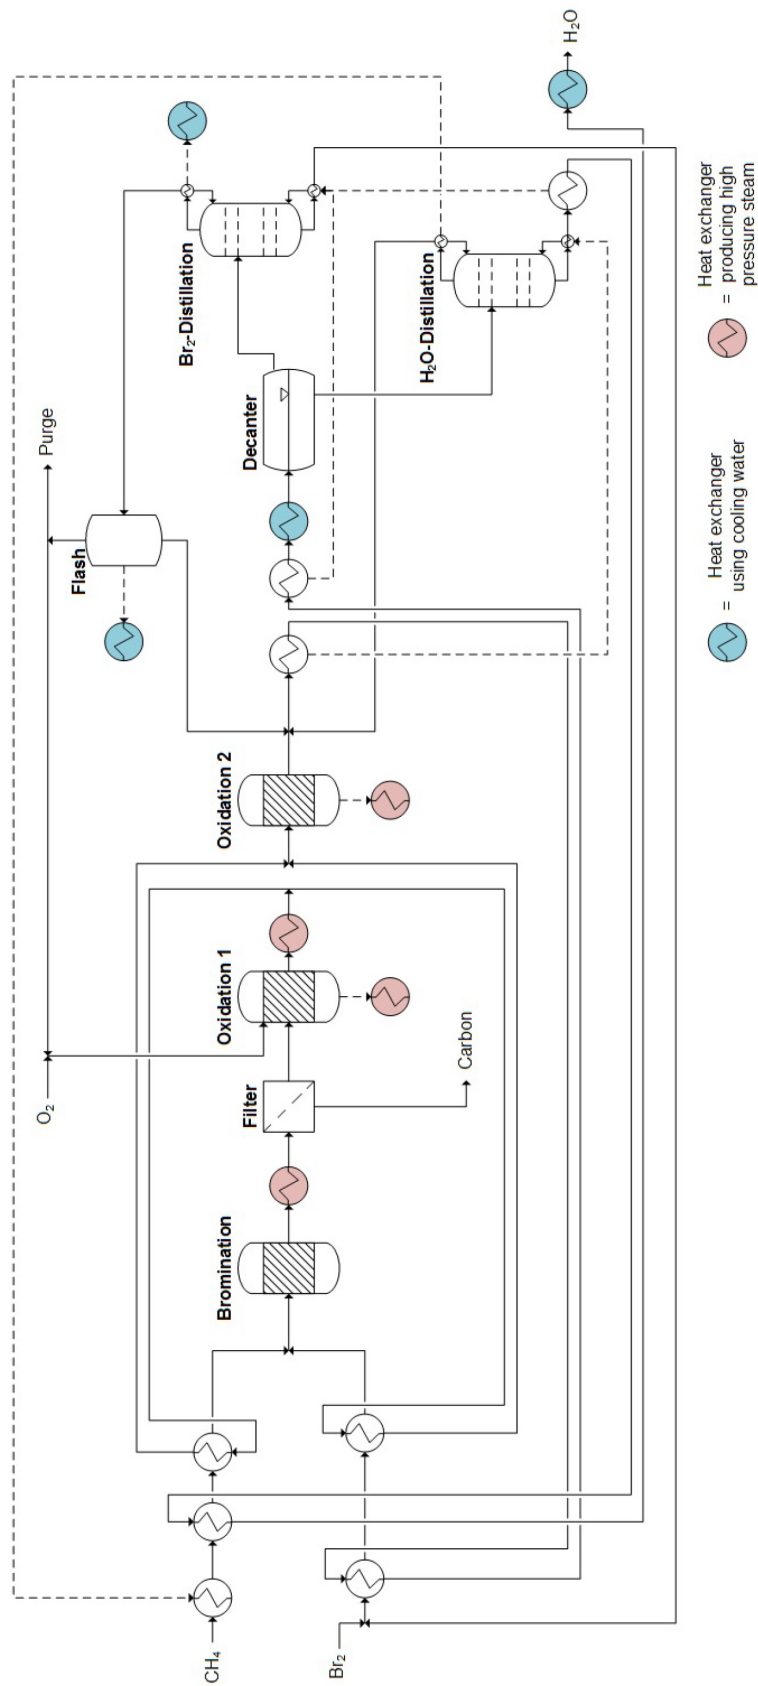 CH₄
Br₂
Bromination
Filter
Carbon
O₂
Oxidation 1
Oxidation 2
Flash
Purge
Decanter
Br₂-Distillation
H₂O-Distillation
H₂O
= Heat exchanger
using cooling water
= Heat exchanger
producing high
pressure steam